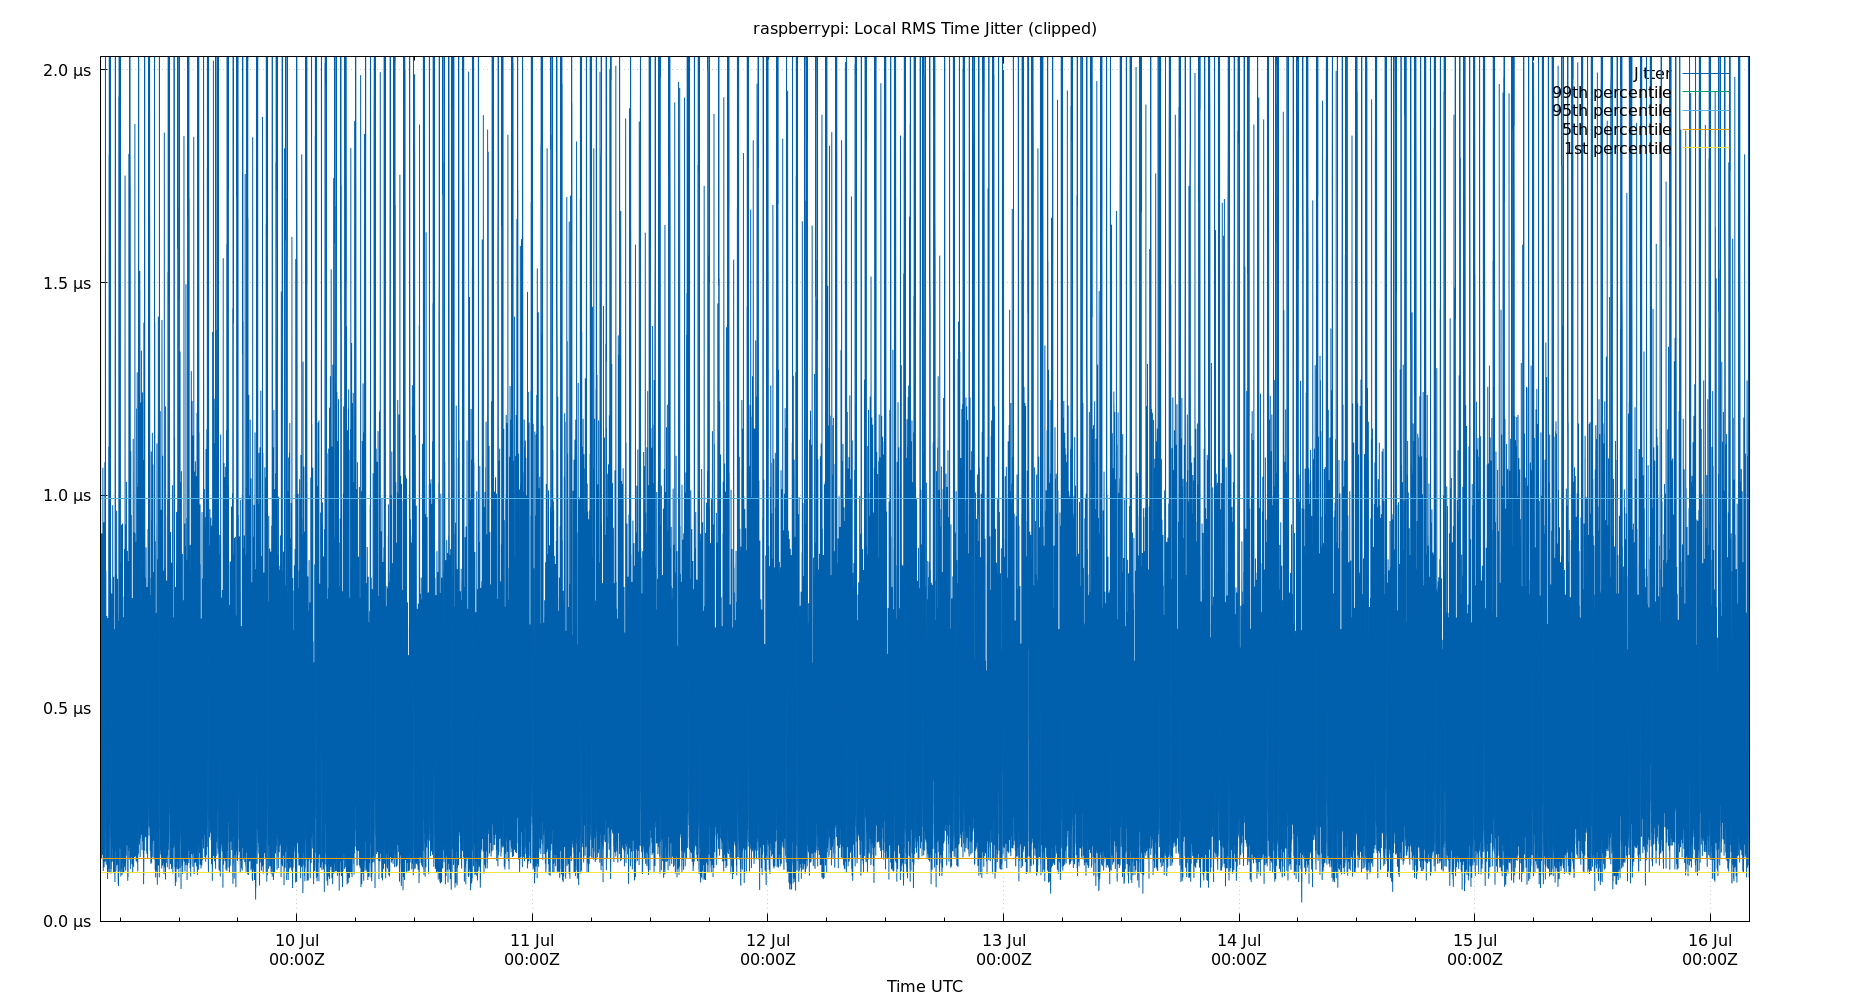 raspberrypi: Local RMS Time Jitter (clipped)
2.0 μs
1.5 μs
1.0 μs
0.5 μs
0.0 μs
Jitter
99th percentile
95th percentile
5th percentile
1st percentile
10 Jul 11 Jul 12 Jul 13 Jul 14 Jul 15 Jul 16 Jul
00:00Z 00:00Z 00:00Z 00:00Z 00:00Z 00:00Z 00:00Z
Time UTC